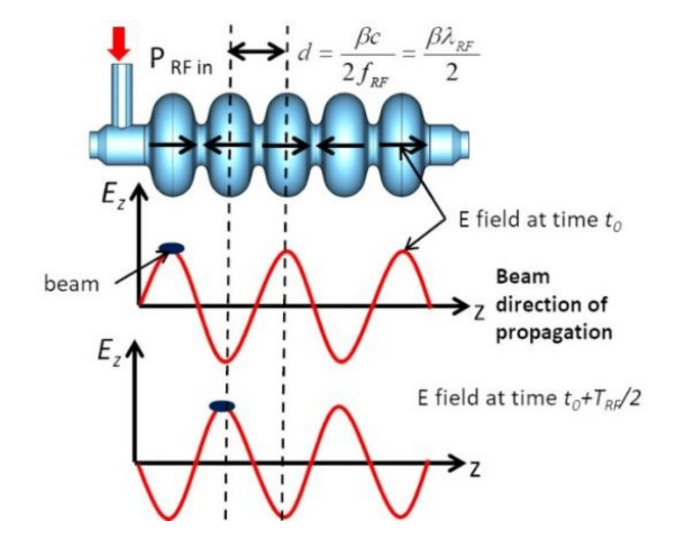 P RF in
d = βc / 2f_RF = βλ_RF / 2
E_z
E field at time t_0
beam
Beam
direction of
propagation
z
E_z
E field at time t_0+T_RF/2
z